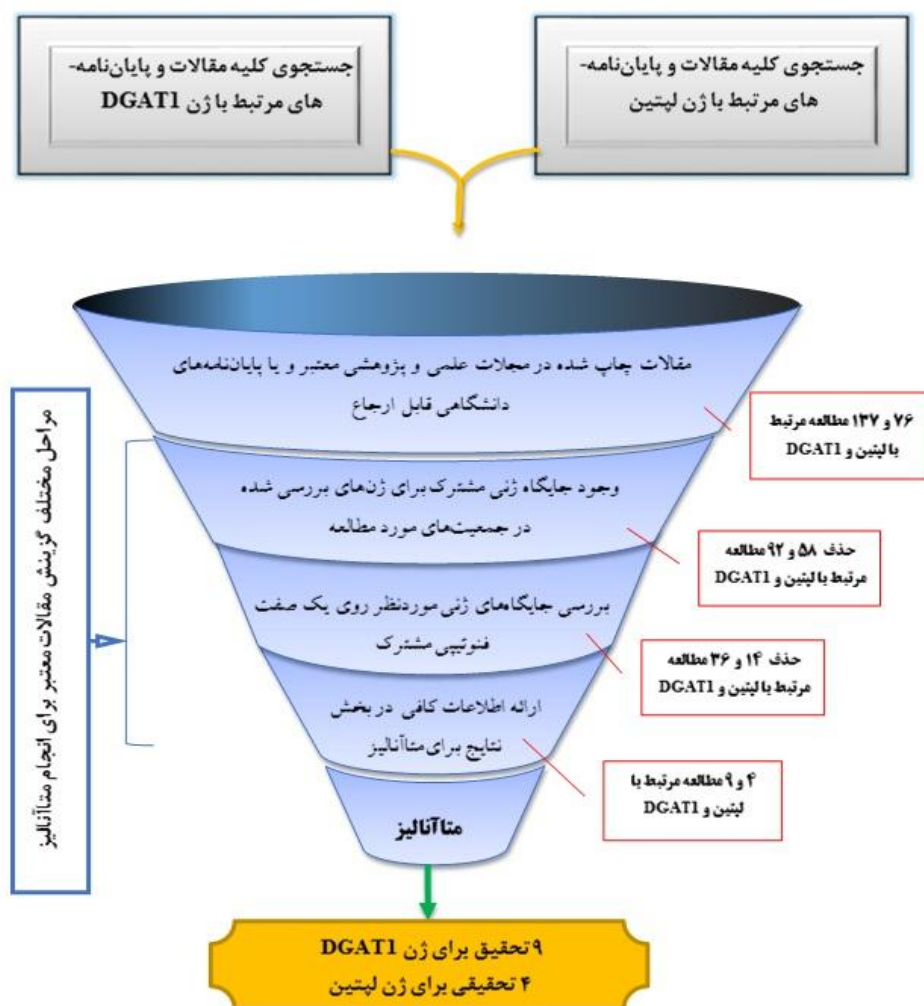 جستجوی کلیه مقالات و پایان‌نامه-
های مرتبط با ژن لپتین
جستجوی کلیه مقالات و پایان‌نامه-
های مرتبط با ژن DGAT1
مقالات چاپ شده در مجلات علمی و پژوهشی معتبر و یا پایان‌نامه‌های
دانشگاهی قابل ارجاع
۷۶ و ۱۳۷ مطالعه مرتبط
با لپتین و DGAT1
وجود جایگاه ژنی مشترک برای ژن‌های بررسی شده
در جمعیت‌های مورد مطالعه
حذف ۵۸ و ۹۲ مطالعه
مرتبط با لپتین و DGAT1
بررسی جایگاه‌های ژنی موردنظر روی یک صفت
فنوتیپی مشترک
حذف ۱۴ و ۳۶ مطالعه
مرتبط با لپتین و DGAT1
ارائه اطلاعات کافی در بخش
نتایج برای متاآنالیز
۴ و ۹ مطالعه مرتبط با
لپتین و DGAT1
متاآنالیز
مراحل مختلف گزینش مقالات معتبر برای انجام متاآنالیز
۹ تحقیق برای ژن DGAT1
۴ تحقیقی برای ژن لپتین